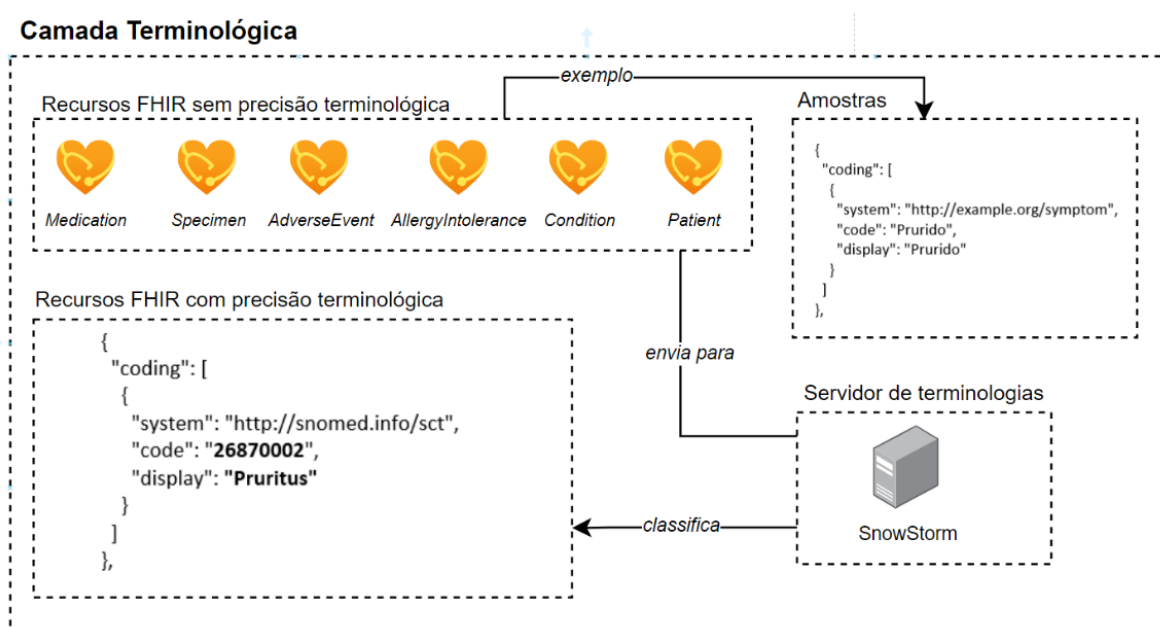 Camada Terminológica
exemplo
Recursos FHIR sem precisão terminológica
Medication
Specimen
AdverseEvent
AllergyIntolerance
Condition
Patient
Amostras
{
"coding": [
{
"system": "http://example.org/symptom",
"code": "Prurido",
"display": "Prurido"
}
]
},
envia para
Recursos FHIR com precisão terminológica
{
"coding": [
{
"system": "http://snomed.info/sct",
"code": "26870002",
"display": "Pruritus"
}
]
},
Servidor de terminologias
SnowStorm
classifica